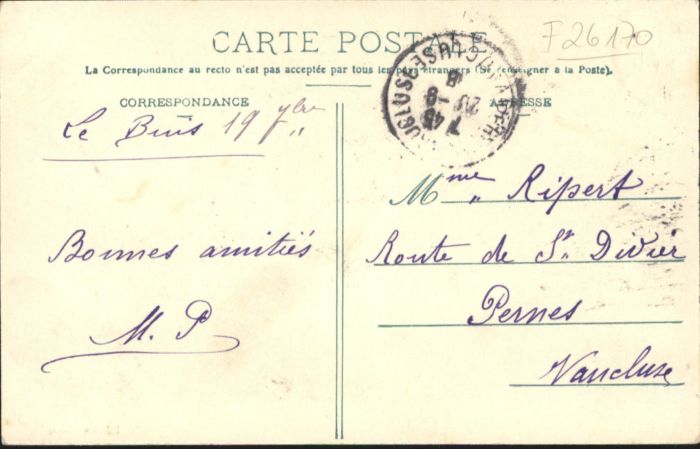 CARTE POSTALE
F26170
La Correspondance au recto n'est pas acceptée par tous les pays étrangers (Se renseigner à la Poste).
CORRESPONDANCE
ADRESSE
Le Buis 19 7bre
Bonnes amitiés
M. P
Mme Ripert
Route de St. Divier
Pernes
Vaucluse